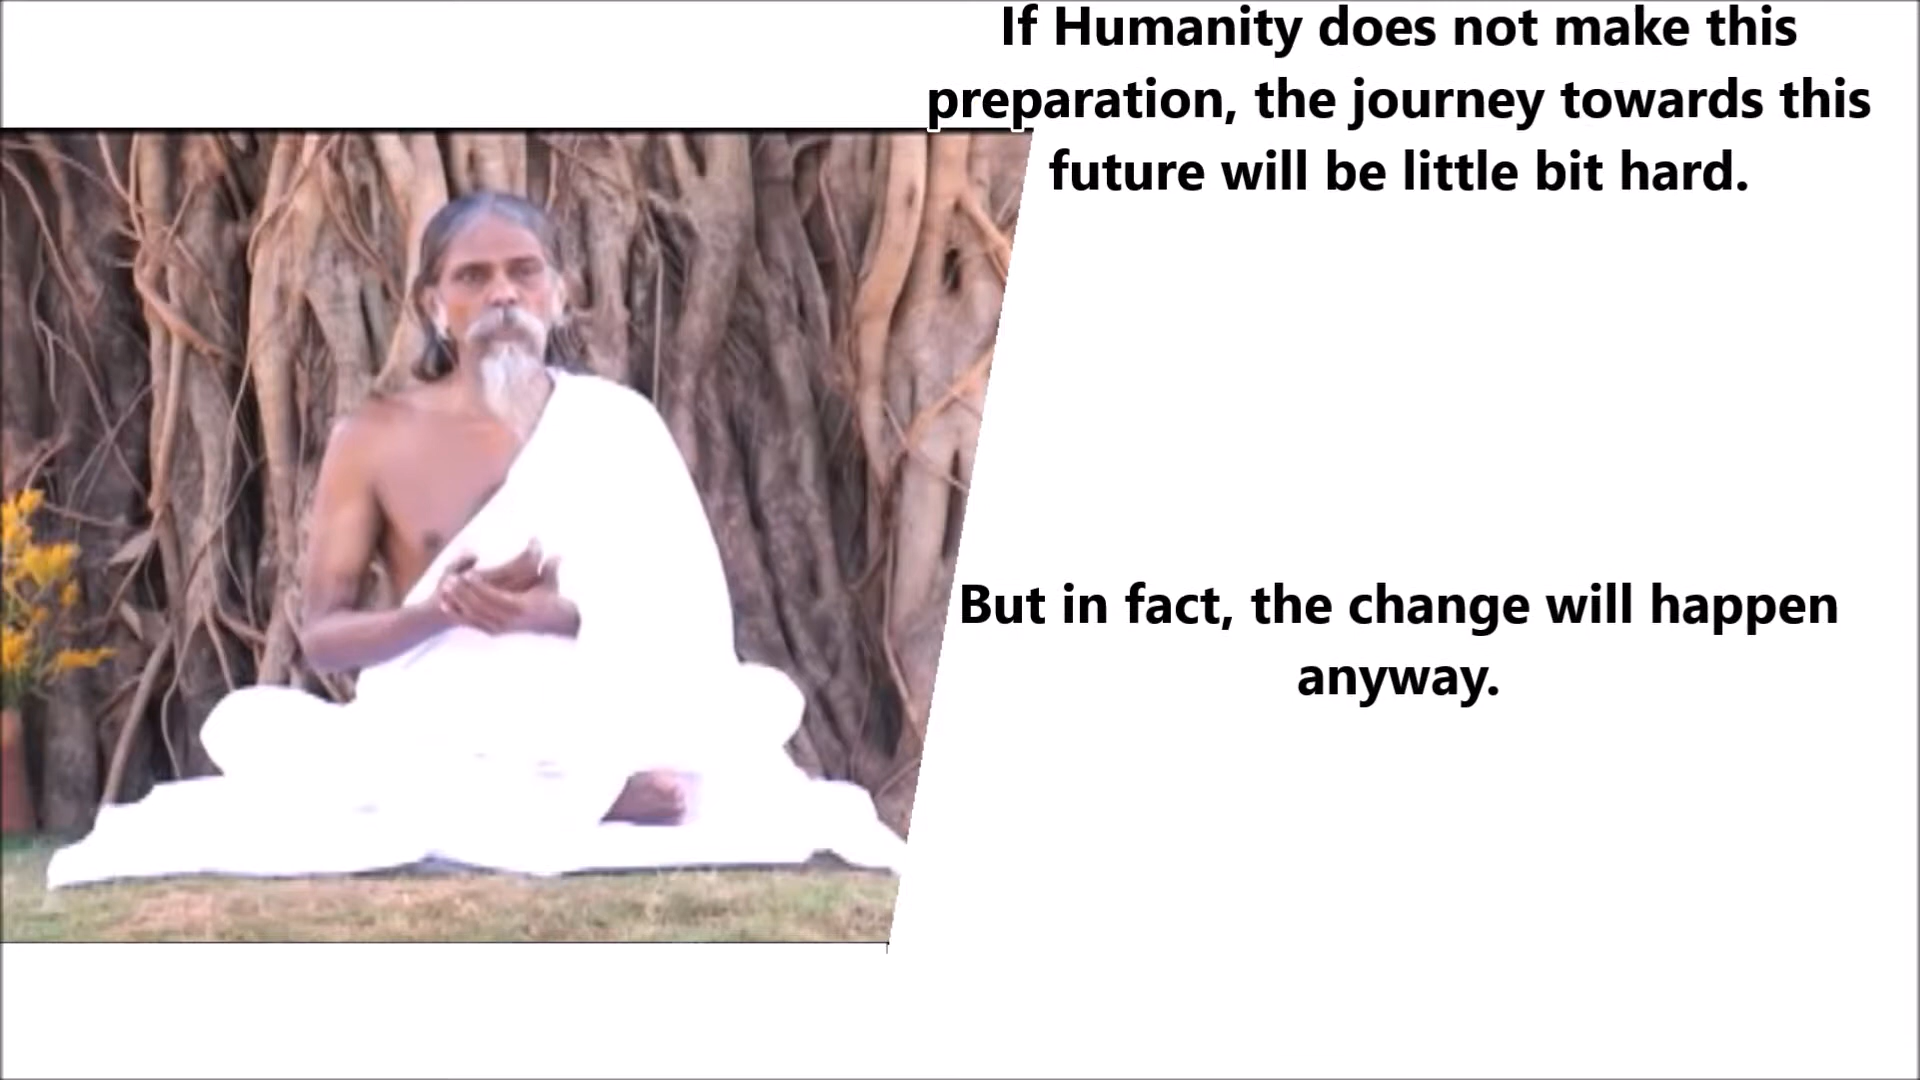 If Humanity does not make this
preparation, the journey towards this
future will be little bit hard.
But in fact, the change will happen
anyway.